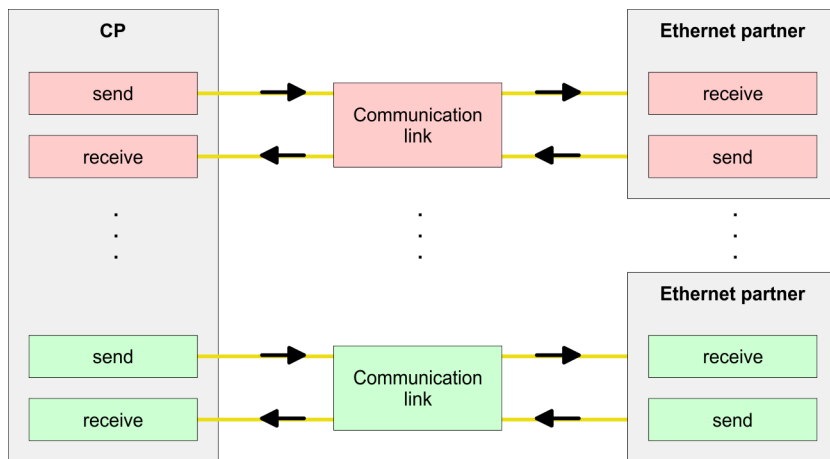 CP
Ethernet partner
send
receive
Communication
link
receive
send
Ethernet partner
send
receive
Communication
link
receive
send